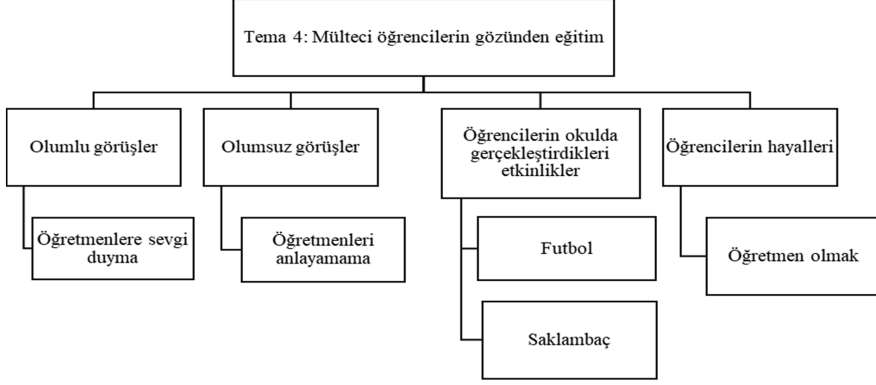 Tema 4: Mülteci öğrencilerin gözünden eğitim
Olumlu görüşler
Öğretmenlere sevgi
duyma
Olumsuz görüşler
Öğretmenleri
anlayamama
Öğrencilerin okulda
gerçekleştirdikleri
etkinlikler
Futbol
Saklambaç
Öğrencilerin hayalleri
Öğretmen olmak